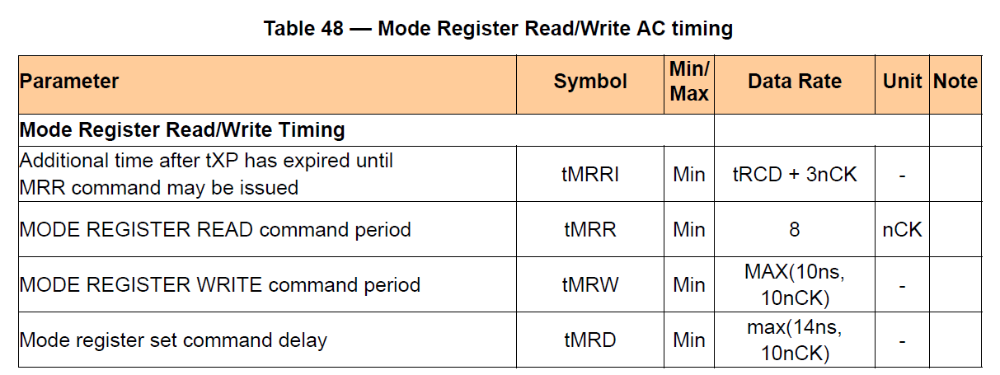 Table 48 — Mode Register Read/Write AC timing
Parameter Symbol Min/ Max Data Rate Unit Note
Mode Register Read/Write Timing
Additional time after tXP has expired until
MRR command may be issued tMRRI Min tRCD + 3nCK -
MODE REGISTER READ command period tMRR Min 8 nCK
MODE REGISTER WRITE command period tMRW Min MAX(10ns,
10nCK) -
Mode register set command delay tMRD Min max(14ns,
10nCK) -